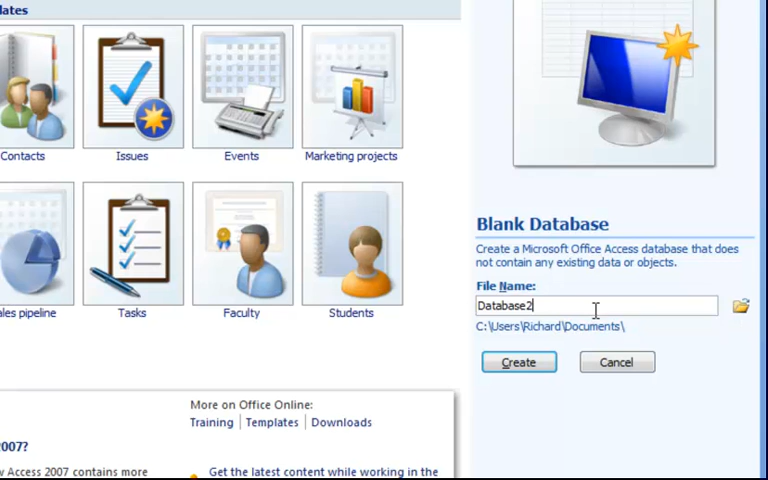 lates
Contacts
Issues
Events
Marketing projects
ales pipeline
Tasks
Faculty
Students
More on Office Online:
Training | Templates | Downloads
2007?
w Access 2007 contains more
Get the latest content while working in the
Blank Database
Create a Microsoft Office Access database that does
not contain any existing data or objects.
File Name:
Database2
C:\Users\Richard\Documents\
Create
Cancel